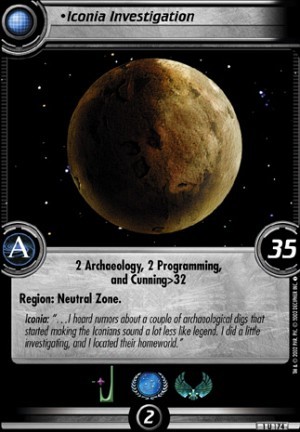 •Iconia Investigation
A
35
2 Archaeology, 2 Programming,
and Cunning>32
Region: Neutral Zone.
Iconia: “...I heard rumors about a couple of archaeological digs that
started making the Iconians sound a lot less like legend. I did a little
investigating, and I located their homeworld.”
2
1 U 174